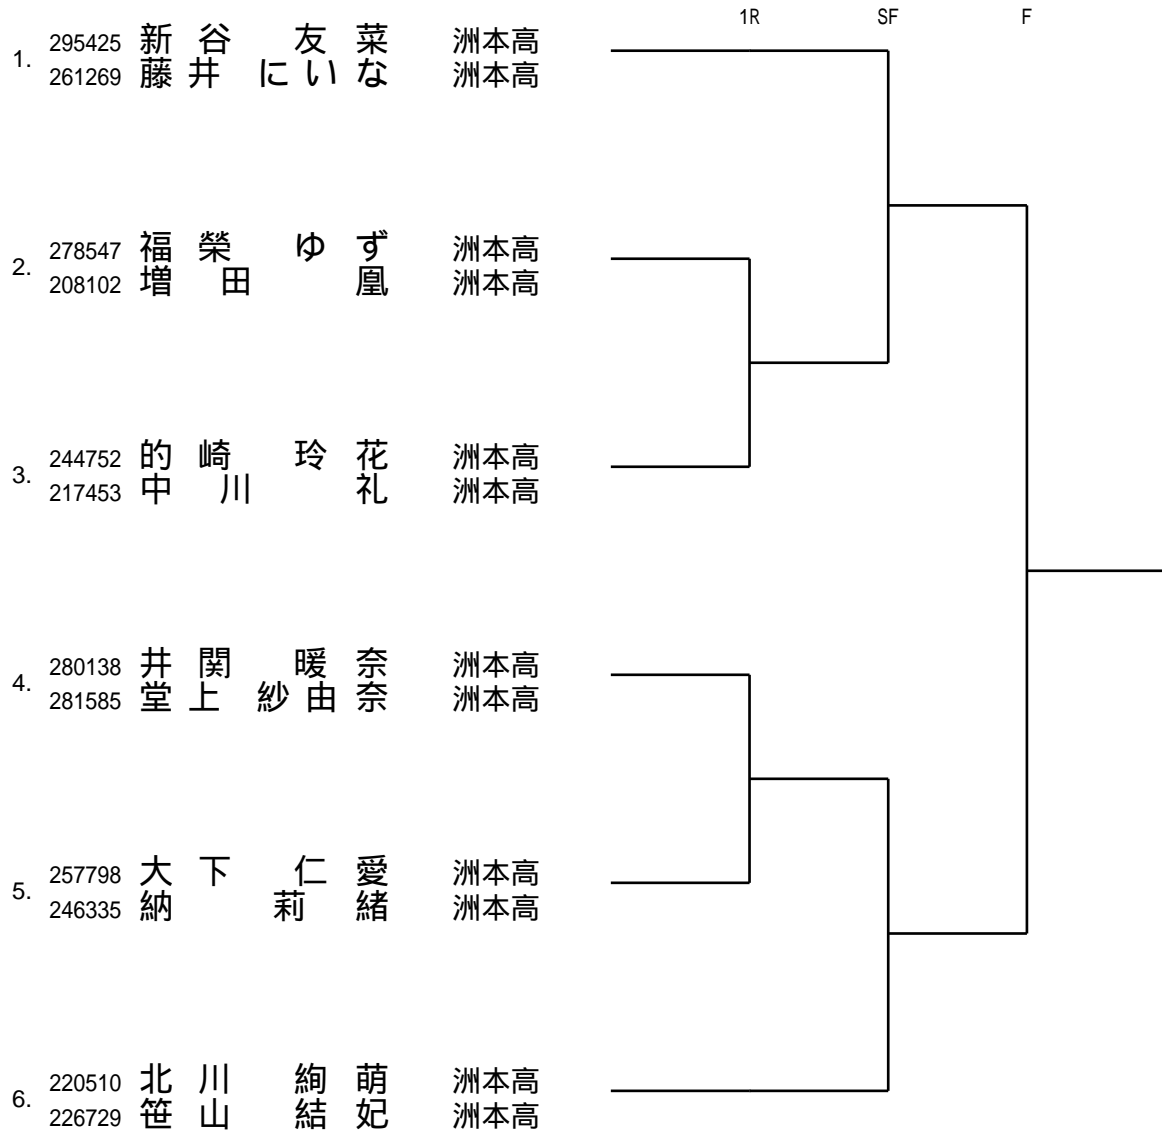 1R SF F
1. 295425 新谷 友菜 洲本高
261269 藤井 にいな 洲本高
2. 278547 福榮 ゆず 洲本高
208102 増田 凰 洲本高
3. 244752 的崎 玲花 洲本高
217453 中川 礼 洲本高
4. 280138 井関 暖奈 洲本高
281585 堂上 紗由奈 洲本高
5. 257798 大下 仁愛 洲本高
246335 納 莉緒 洲本高
6. 220510 北川 絢萌 洲本高
226729 笹山 結妃 洲本高